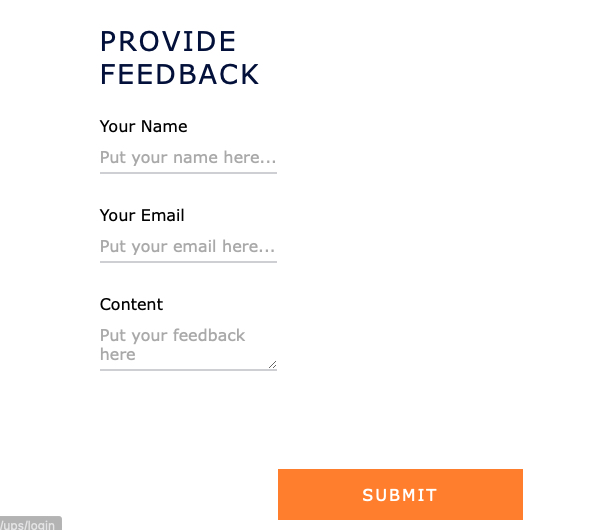 PROVIDE
FEEDBACK
Your Name
Put your name here...
Your Email
Put your email here...
Content
Put your feedback
here
SUBMIT
/ups/login